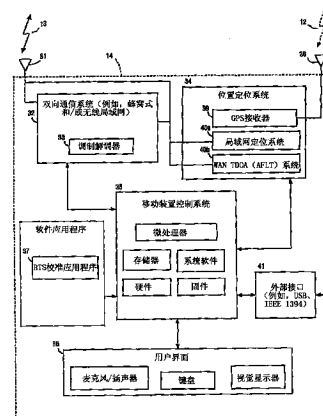 13
12
51
14
28
34
双向通信系统(例如,蜂窝式和/或无线局域网)
32
53
调制解调器
位置定位系统
38
GPS接收器
40a
局域网定位系统
40b
WAN TDOA(AFLT)系统
35
移动装置控制系统
微处理器
存储器
系统软件
硬件
固件
软件应用程序
37
BTS校准应用程序
41
外部接口
(例如,USB、
IEEE 1394)
用户界面
麦克风/扬声器
键盘
视觉显示器